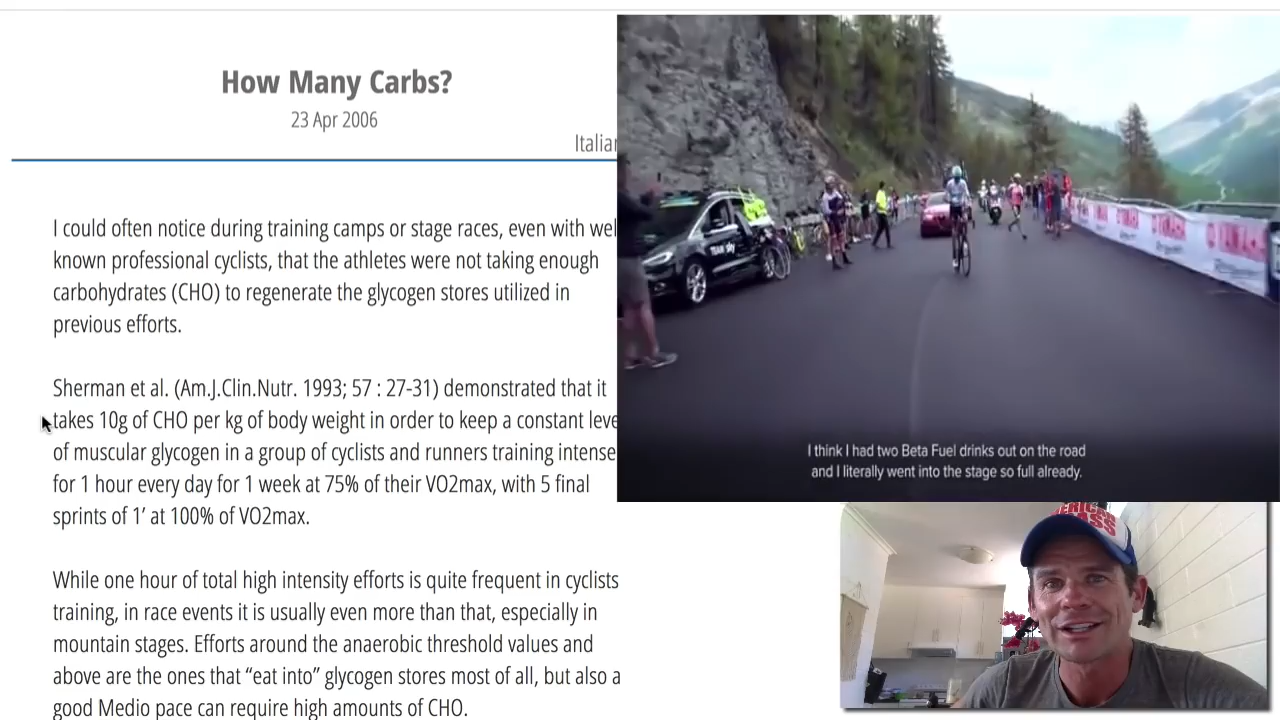 How Many Carbs?
23 Apr 2006
Italian
I could often notice during training camps or stage races, even with wel
known professional cyclists, that the athletes were not taking enough
carbohydrates (CHO) to regenerate the glycogen stores utilized in
previous efforts.
Sherman et al. (Am.J.Clin.Nutr. 1993; 57 : 27-31) demonstrated that it
takes 10g of CHO per kg of body weight in order to keep a constant leve
of muscular glycogen in a group of cyclists and runners training intense
for 1 hour every day for 1 week at 75% of their VO2max, with 5 final
sprints of 1’ at 100% of VO2max.
While one hour of total high intensity efforts is quite frequent in cyclists
training, in race events it is usually even more than that, especially in
mountain stages. Efforts around the anaerobic threshold values and
above are the ones that “eat into” glycogen stores most of all, but also a
good Medio pace can require high amounts of CHO.
TEAM sky
I think I had two Beta Fuel drinks out on the road
and I literally went into the stage so full already.